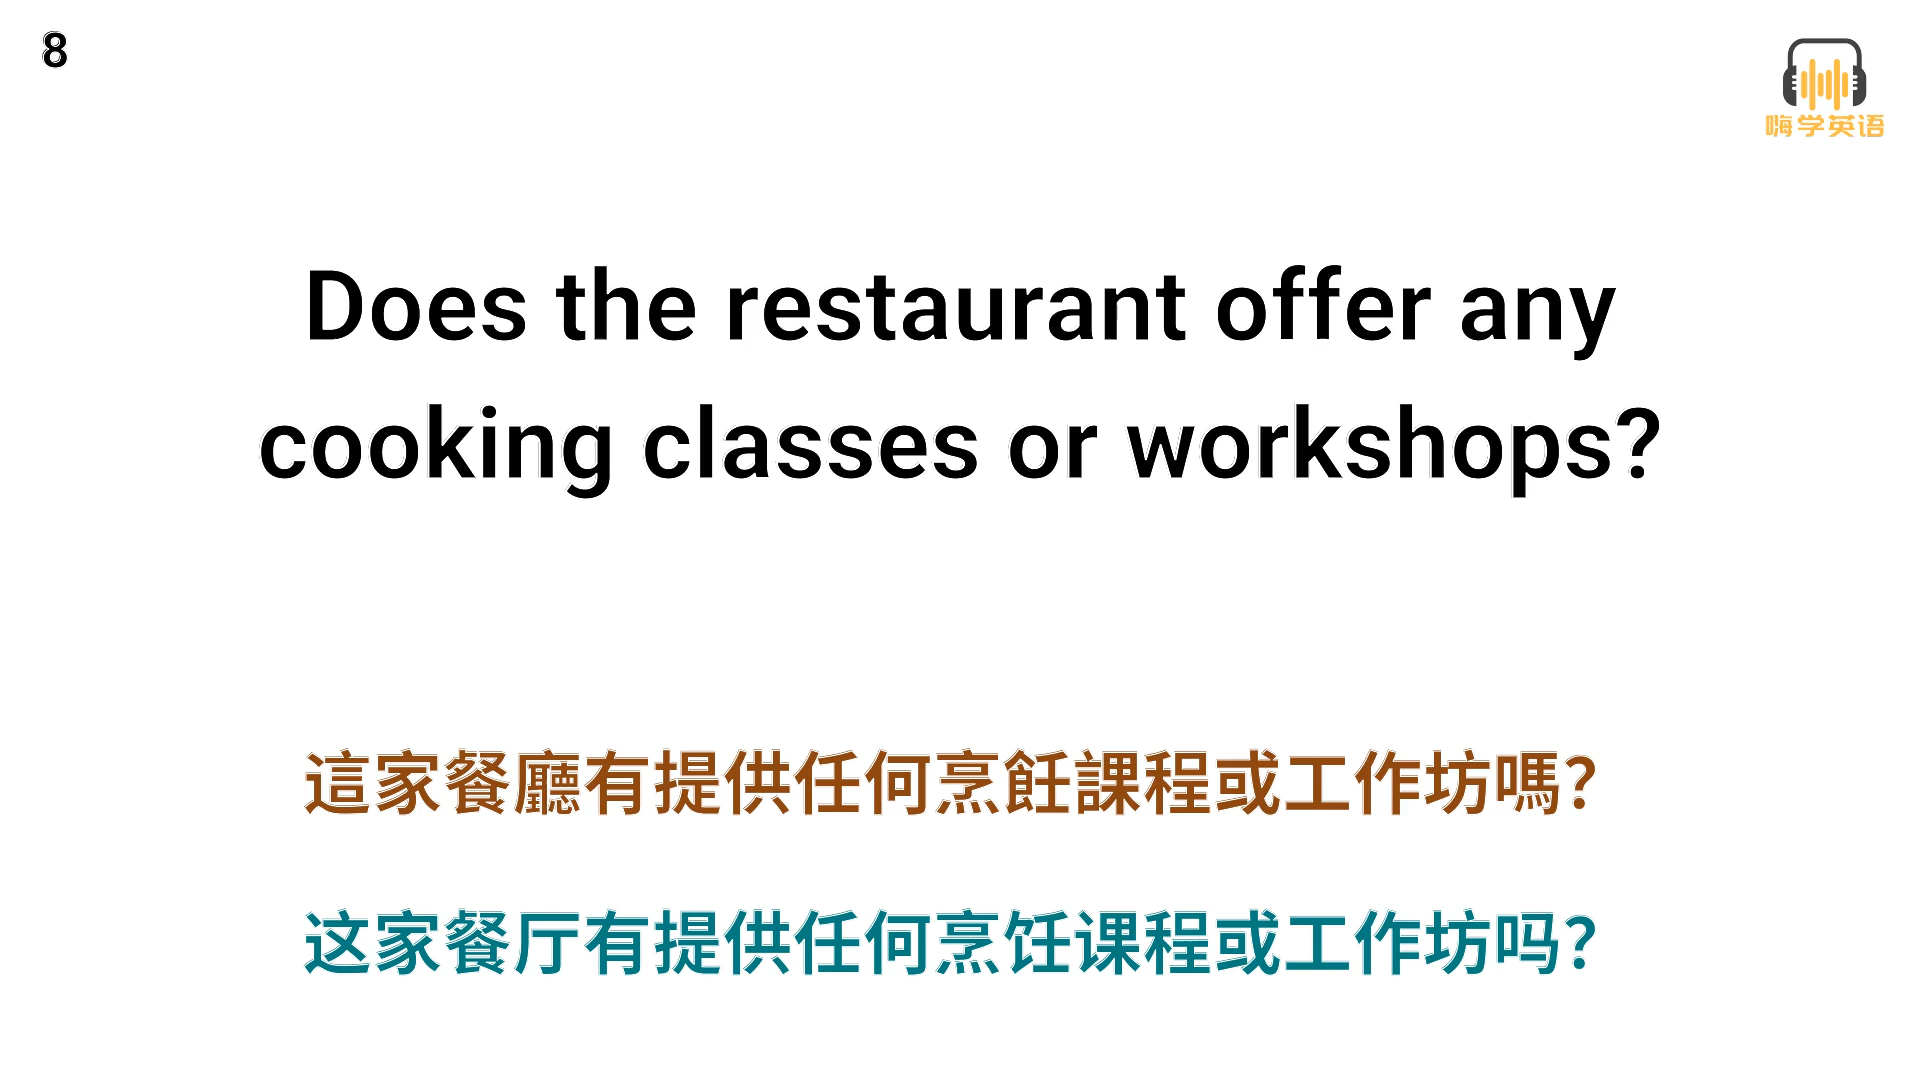 8
嗨学英语
Does the restaurant offer any
cooking classes or workshops?
這家餐廳有提供任何烹飪課程或工作坊嗎?
这家餐厅有提供任何烹饪课程或工作坊吗?